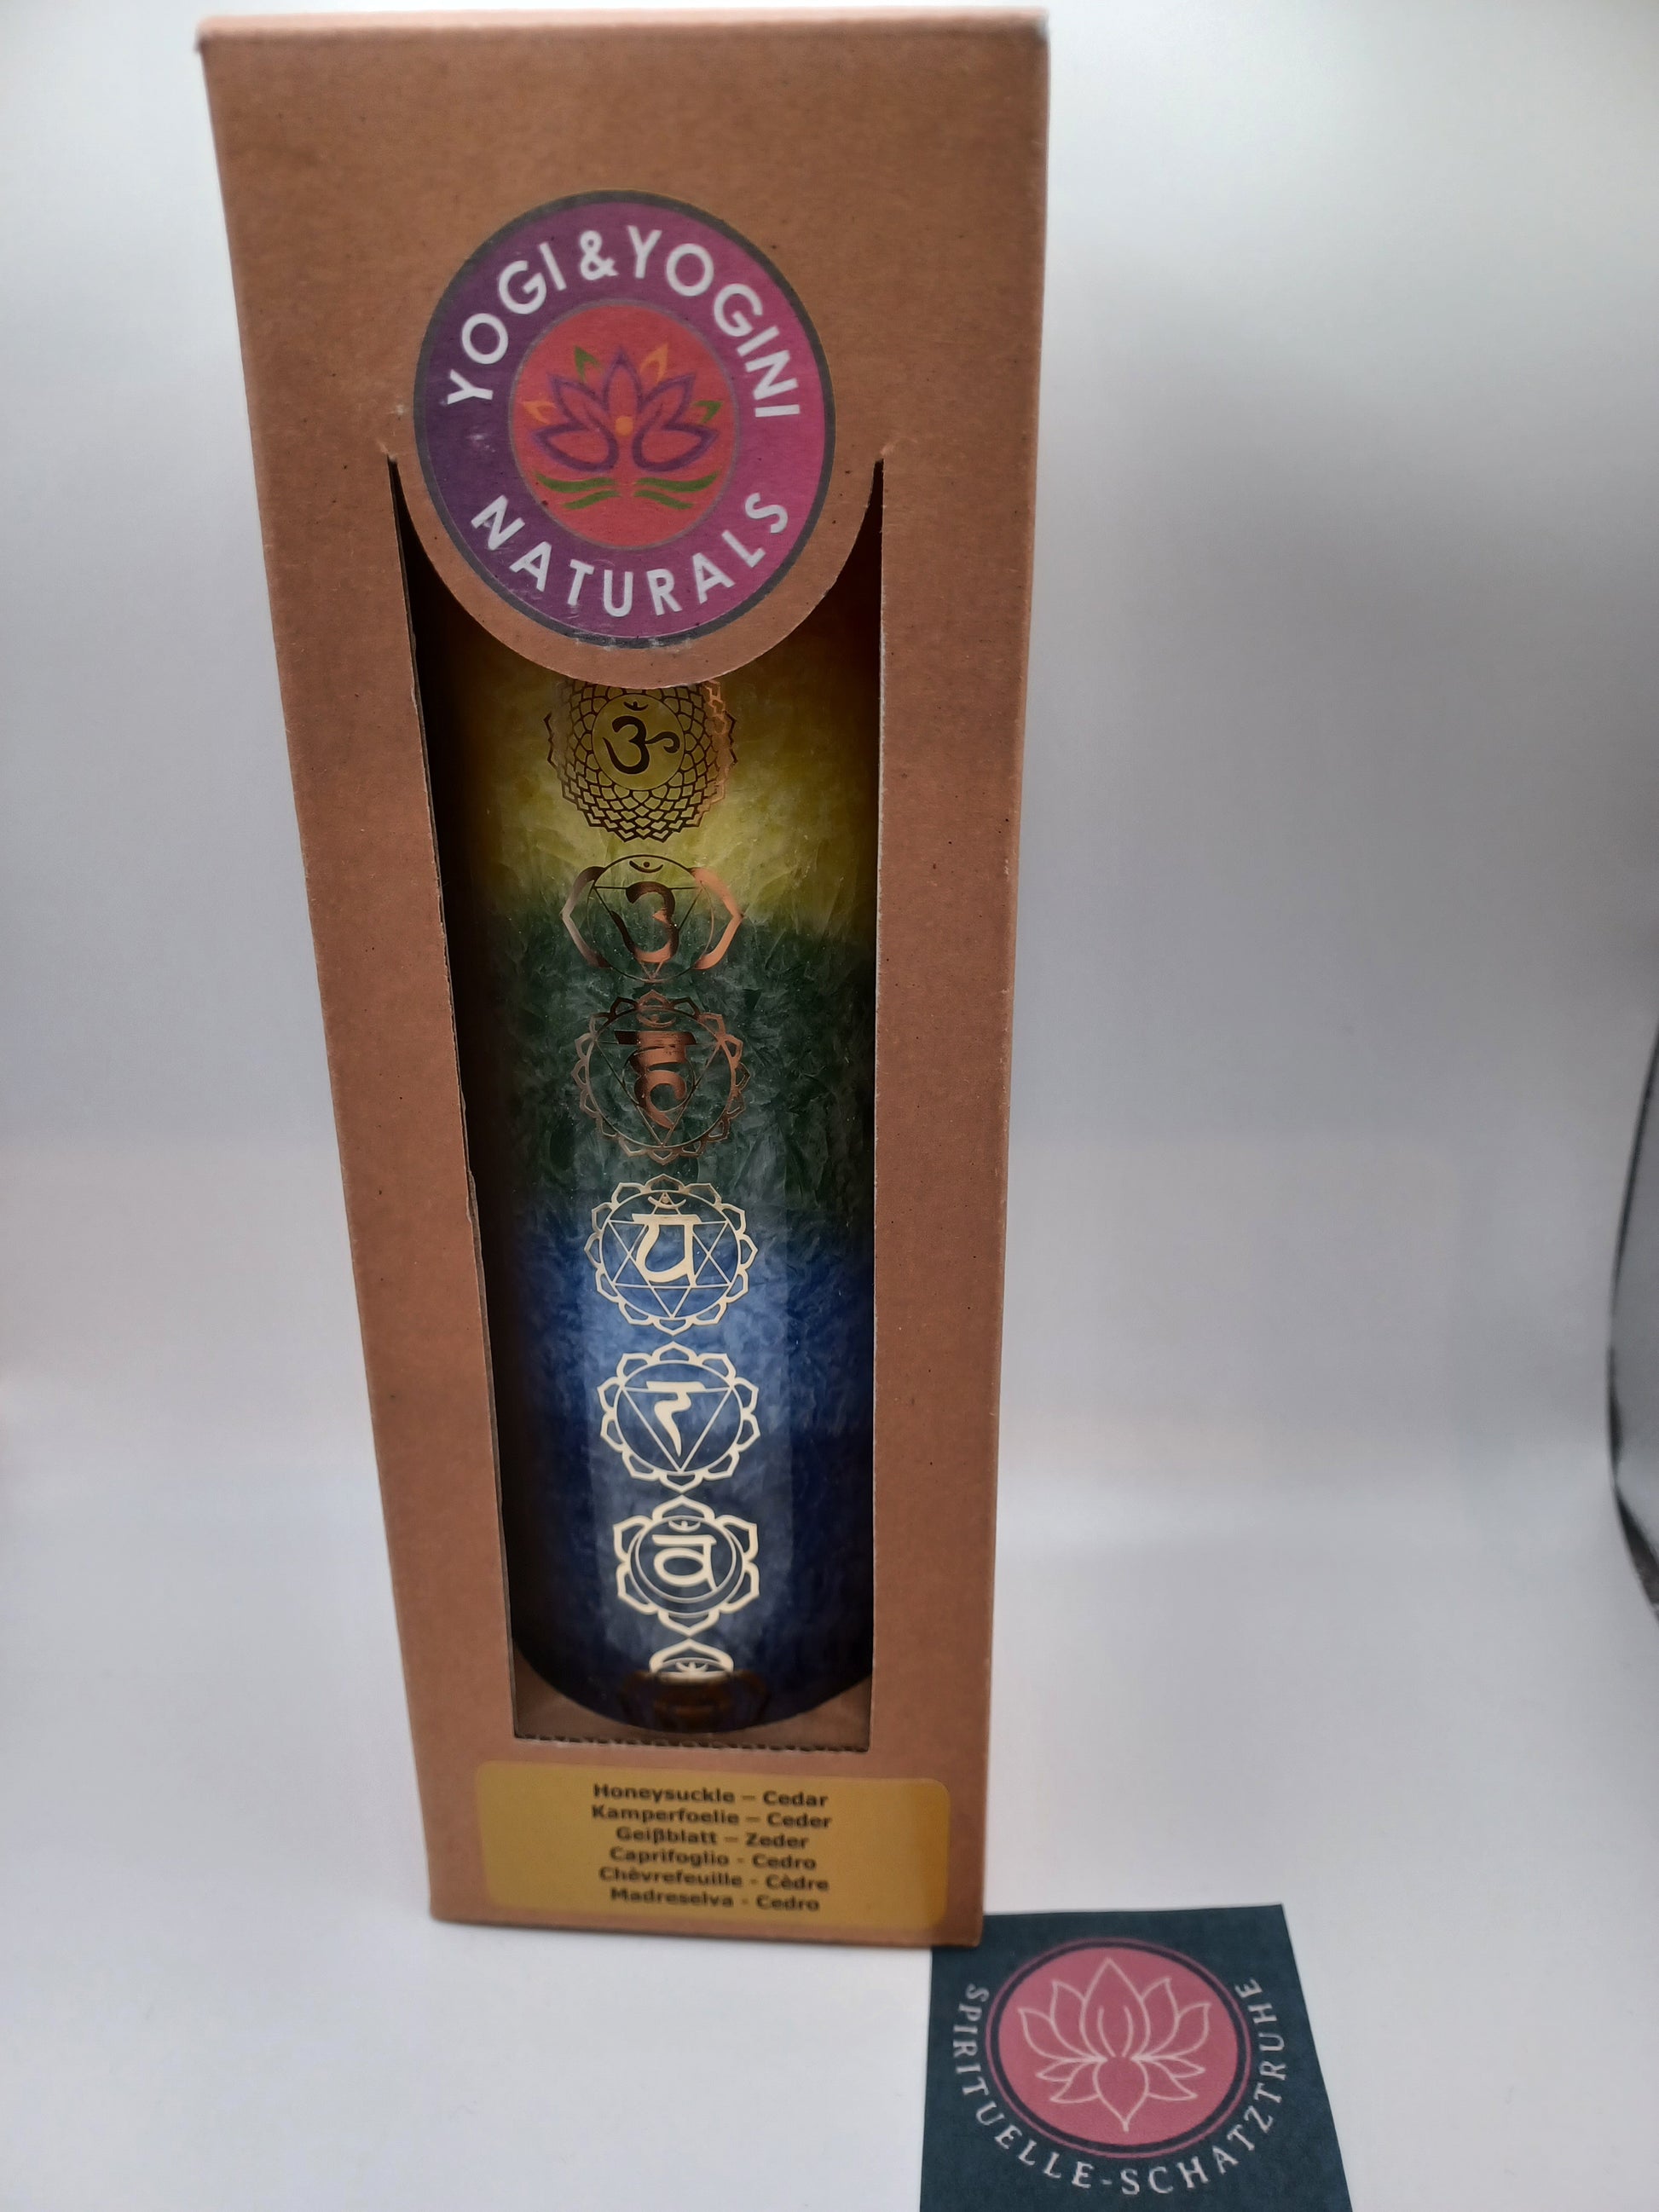 YOGI & YOGINI
NATURALS
ॐ
हं
यं
रं
वं
Honeysuckle – Cedar
Kamperfoelie – Ceder
Geißblatt – Zeder
Caprifoglio - Cedro
Chèvrefeuille - Cèdre
Madreselva - Cedro
SPIRITUELLE-SCHATZTRUHE